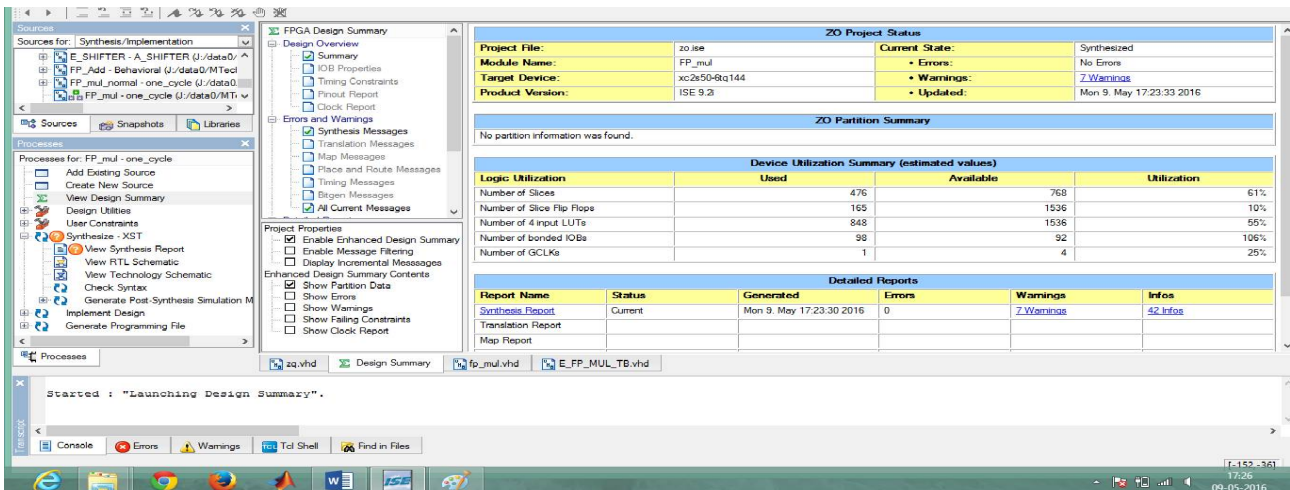 Sources
Sources for: Synthesis/Implementation
E_SHIFTER - A_SHIFTER (J:/data0/
FP_Add - Behavioral (J:/data0/MTecl
FP_mul_normal - one_cycle (J:/data0.
FP_mul - one_cycle (J:/data0/MT
Sources Snapshots Libraries
Processes
Processes for: FP_mul - one_cycle
Add Existing Source
Create New Source
View Design Summary
Design Utilities
User Constraints
Synthesize - XST
View Synthesis Report
View RTL Schematic
View Technology Schematic
Check Syntax
Generate Post-Synthesis Simulation M
Implement Design
Generate Programming File
Processes
FPGA Design Summary
Design Overview
Summary
IOB Properties
Timing Constraints
Pinout Report
Clock Report
Errors and Warnings
Synthesis Messages
Translation Messages
Map Messages
Place and Route Messages
Timing Messages
Bitgen Messages
All Current Messages
Project Properties
Enable Enhanced Design Summary
Enable Message Filtering
Display Incremental Messages
Enhanced Design Summary Contents
Show Partition Data
Show Errors
Show Warnings
Show Failing Constraints
Show Clock Report
ZO Project Status
Project File: zo.ise Current State: Synthesized
Module Name: FP_mul • Errors: No Errors
Target Device: xc2s50-6tq144 • Warnings: 7 Warnings
Product Version: ISE 9.2i • Updated: Mon 9. May 17:23:33 2016
ZO Partition Summary
No partition information was found.
Device Utilization Summary (estimated values)
Logic Utilization Used Available Utilization
Number of Slices 476 768 61%
Number of Slice Flip Flops 165 1536 10%
Number of 4 input LUTs 848 1536 55%
Number of bonded IOBs 98 92 106%
Number of GCLKs 1 4 25%
Detailed Reports
Report Name Status Generated Errors Warnings Infos
Synthesis Report Current Mon 9. May 17:23:30 2016 0 7 Warnings 42 Infos
Translation Report
Map Report
zq.vhd Design Summary fp_mul.vhd E_FP_MUL_TB.vhd
Started : "Launching Design Summary".
Transcript
Console Errors Warnings Tcl Shell Find in Files
[-152,-36]
ISE
17:26
09-05-2016